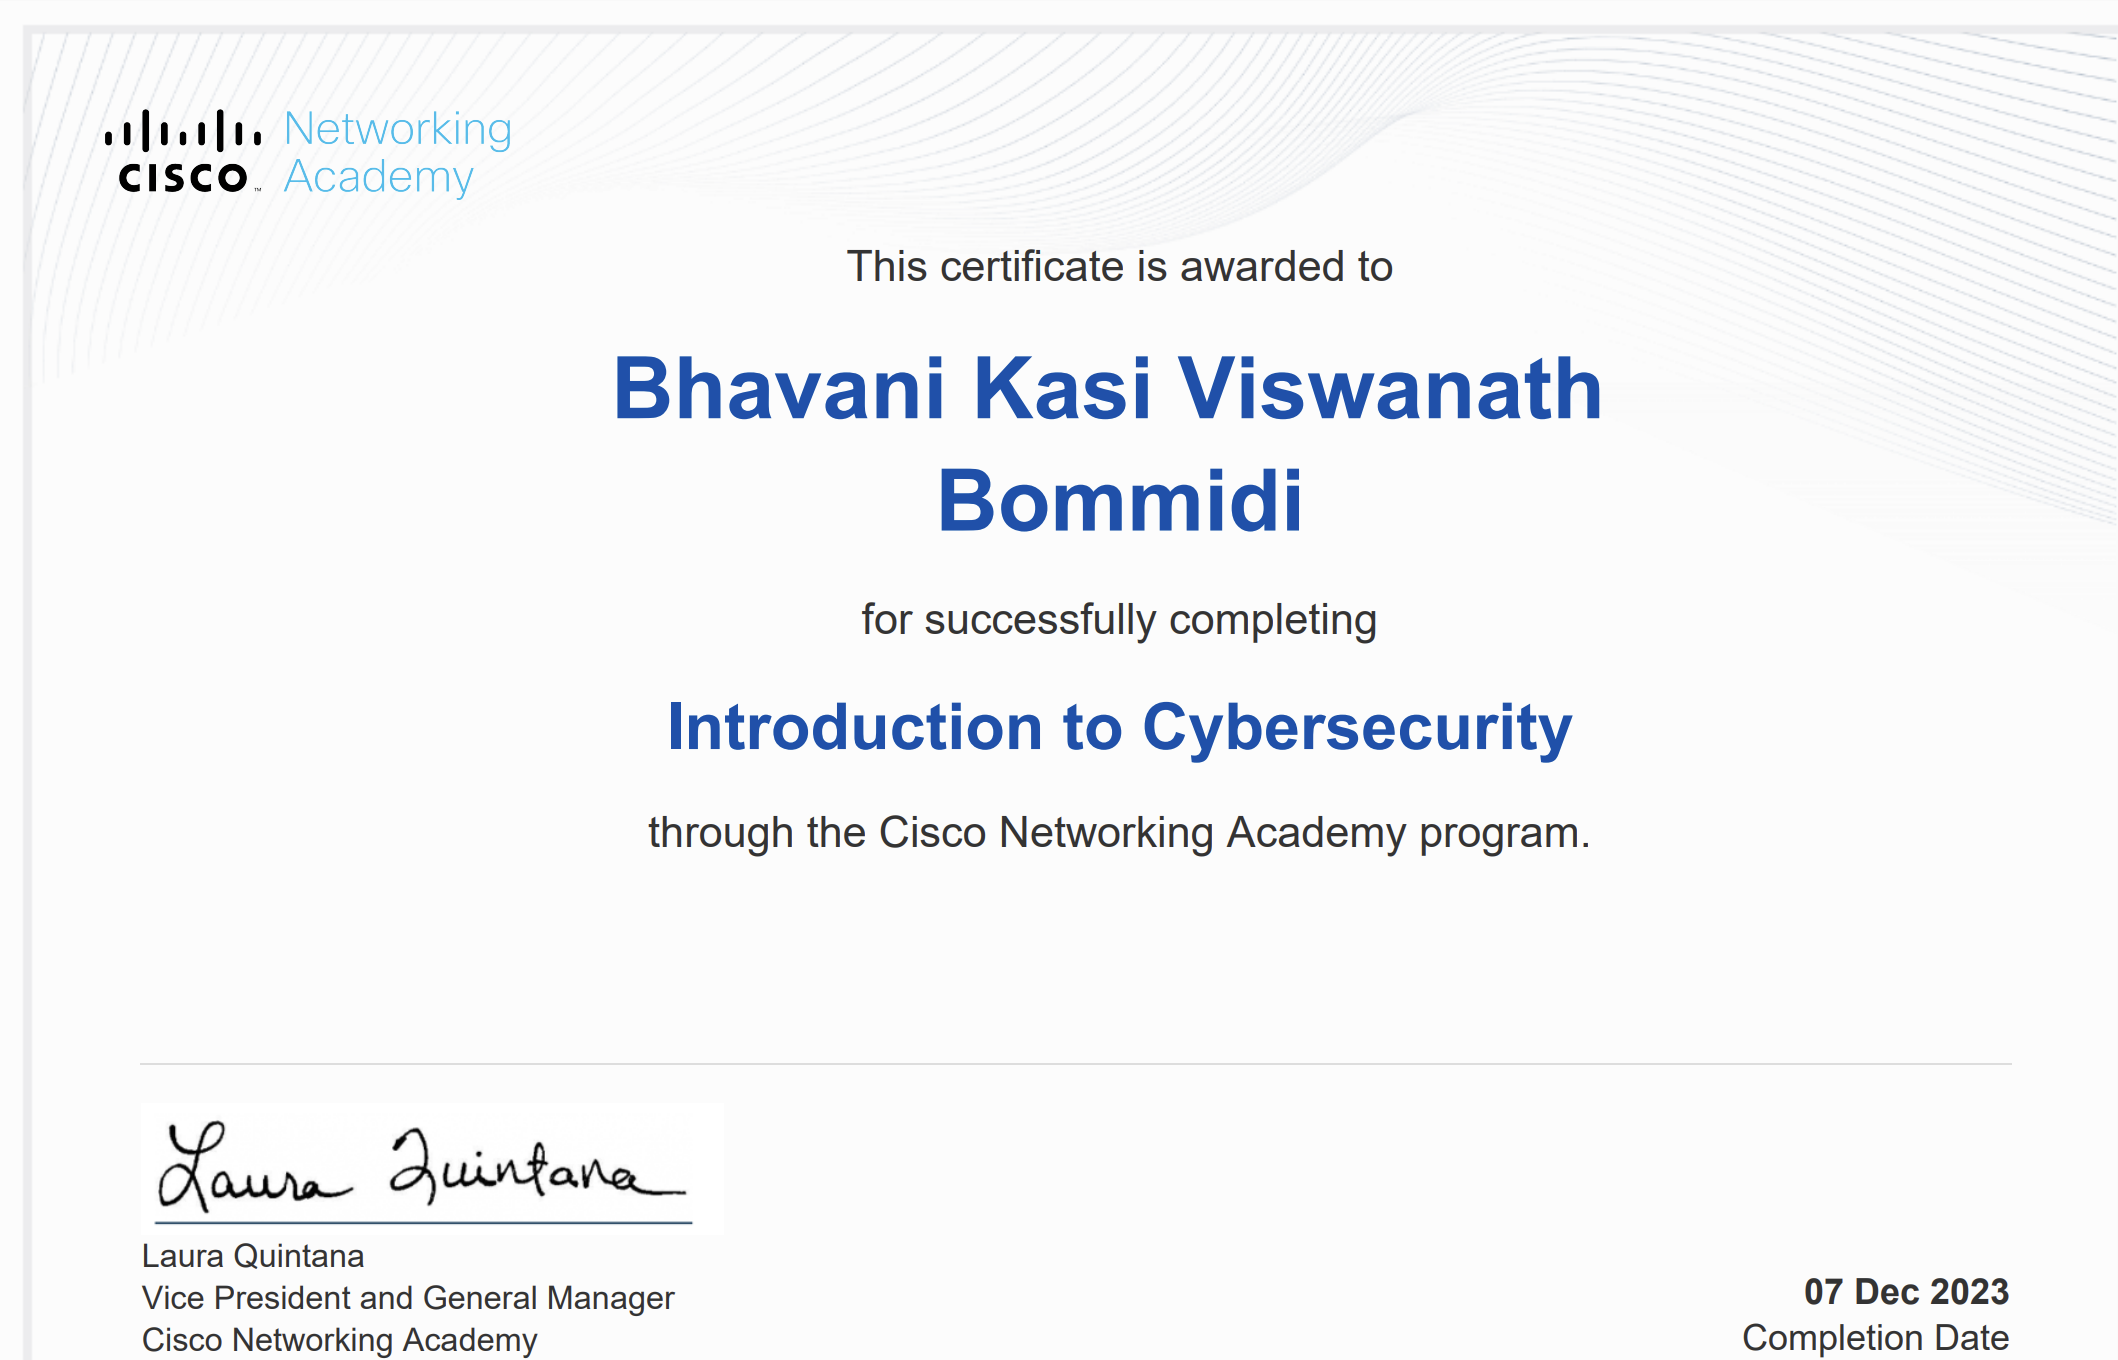 Networking
CISCO™ Academy
This certificate is awarded to
Bhavani Kasi Viswanath
Bommidi
for successfully completing
Introduction to Cybersecurity
through the Cisco Networking Academy program.
Laura Quintana
Laura Quintana
Vice President and General Manager
Cisco Networking Academy
07 Dec 2023
Completion Date